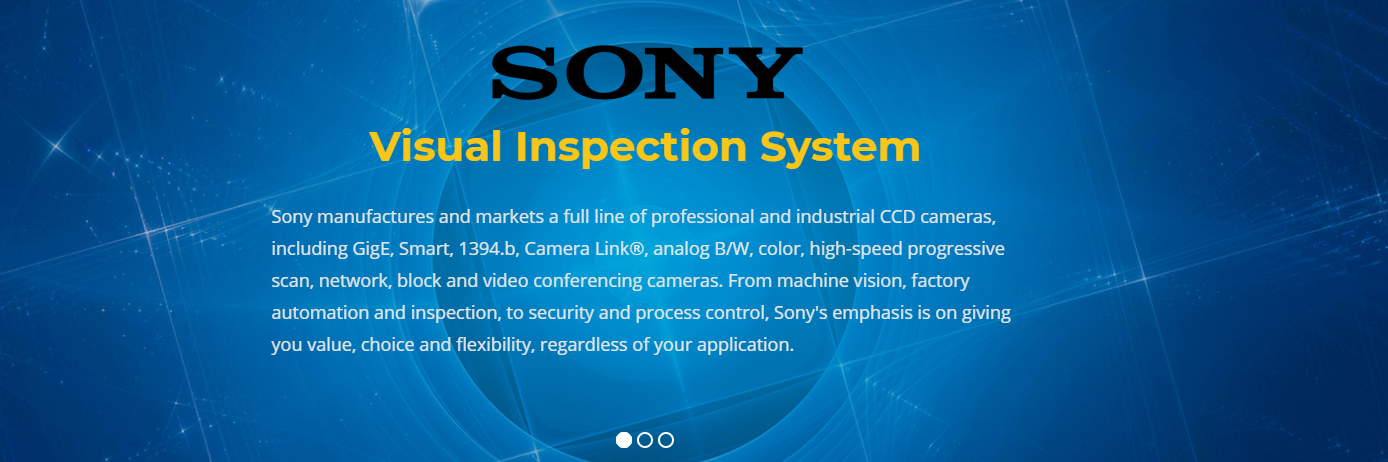 SONY
Visual Inspection System
Sony manufactures and markets a full line of professional and industrial CCD cameras,
including GigE, Smart, 1394.b, Camera Link®, analog B/W, color, high-speed progressive
scan, network, block and video conferencing cameras. From machine vision, factory
automation and inspection, to security and process control, Sony's emphasis is on giving
you value, choice and flexibility, regardless of your application.